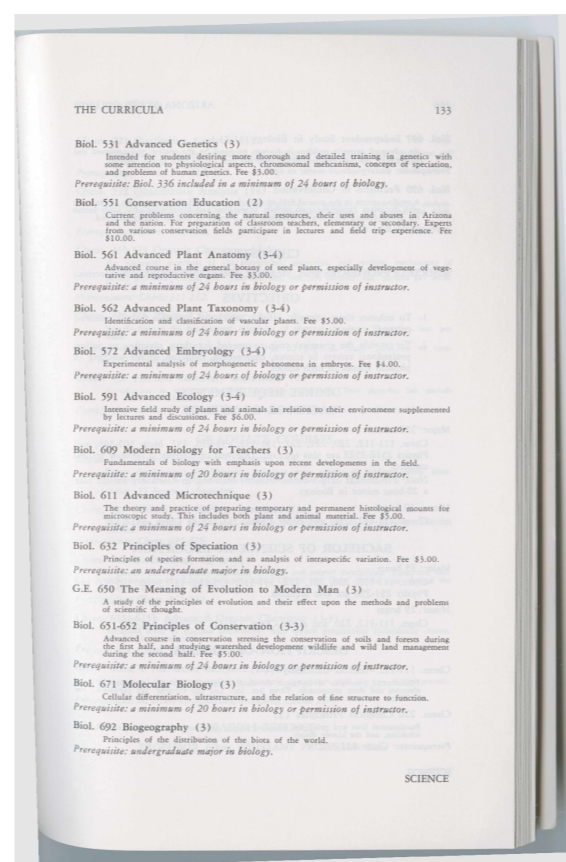 THE CURRICULA 133
Biol. 531 Advanced Genetics (3)
Intended for students desiring more thorough and detailed training in genetics with
some attention to physiological aspects, chromosomal mehcanisms, concepts of speciation,
and problems of human genetics. Fee $3.00.
Prerequisite: Biol. 336 included in a minimum of 24 hours of biology.
Biol. 551 Conservation Education (2)
Current problems concerning the natural resources, their uses and abuses in Arizona
and the nation. For preparation of classroom teachers, elementary or secondary. Experts
from various conservation fields participate in lectures and field trip experience. Fee
$10.00.
Biol. 561 Advanced Plant Anatomy (3-4)
Advanced course in the general botany of seed plants, especially development of vege-
tative and reproductive organs. Fee $3.00.
Prerequisite: a minimum of 24 hours in biology or permission of instructor.
Biol. 562 Advanced Plant Taxonomy (3-4)
Identification and classification of vascular plants. Fee $5.00.
Prerequisite: a minimum of 24 hours of biology or permission of instructor.
Biol. 572 Advanced Embryology (3-4)
Experimental analysis of morphogenetic phenomena in embryos. Fee $4.00.
Prerequisite: a minimum of 24 hours of biology or permission of instructor.
Biol. 591 Advanced Ecology (3-4)
Intensive field study of plants and animals in relation to their environment supplemented
by lectures and discussions. Fee $6.00.
Prerequisite: a minimum of 24 hours in biology or permission of instructor.
Biol. 609 Modern Biology for Teachers (3)
Fundamentals of biology with emphasis upon recent developments in the field.
Prerequisite: a minimum of 20 hours in biology or permission of instructor.
Biol. 611 Advanced Microtechnique (3)
The theory and practice of preparing temporary and permanent histological mounts for
microscopic study. This includes both plant and animal material. Fee $5.00.
Prerequisite: a minimum of 24 hours in biology or permission of instructor.
Biol. 632 Principles of Speciation (3)
Principles of species formation and an analysis of intraspecific variation. Fee $3.00.
Prerequisite: an undergraduate major in biology.
G.E. 650 The Meaning of Evolution to Modern Man (3)
A study of the principles of evolution and their effect upon the methods and problems
of scientific thought.
Biol. 651-652 Principles of Conservation (3-3)
Advanced course in conservation stressing the conservation of soils and forests during
the first half, and studying watershed development wildlife and wild land management
during the second half. Fee $5.00.
Prerequisite: a minimum of 24 hours in biology or permission of instructor.
Biol. 671 Molecular Biology (3)
Cellular differentiation, ultrastructure, and the relation of fine structure to function.
Prerequisite: a minimum of 20 hours in biology or permission of instructor.
Biol. 692 Biogeography (3)
Principles of the distribution of the biota of the world.
Prerequisite: undergraduate major in biology.
SCIENCE